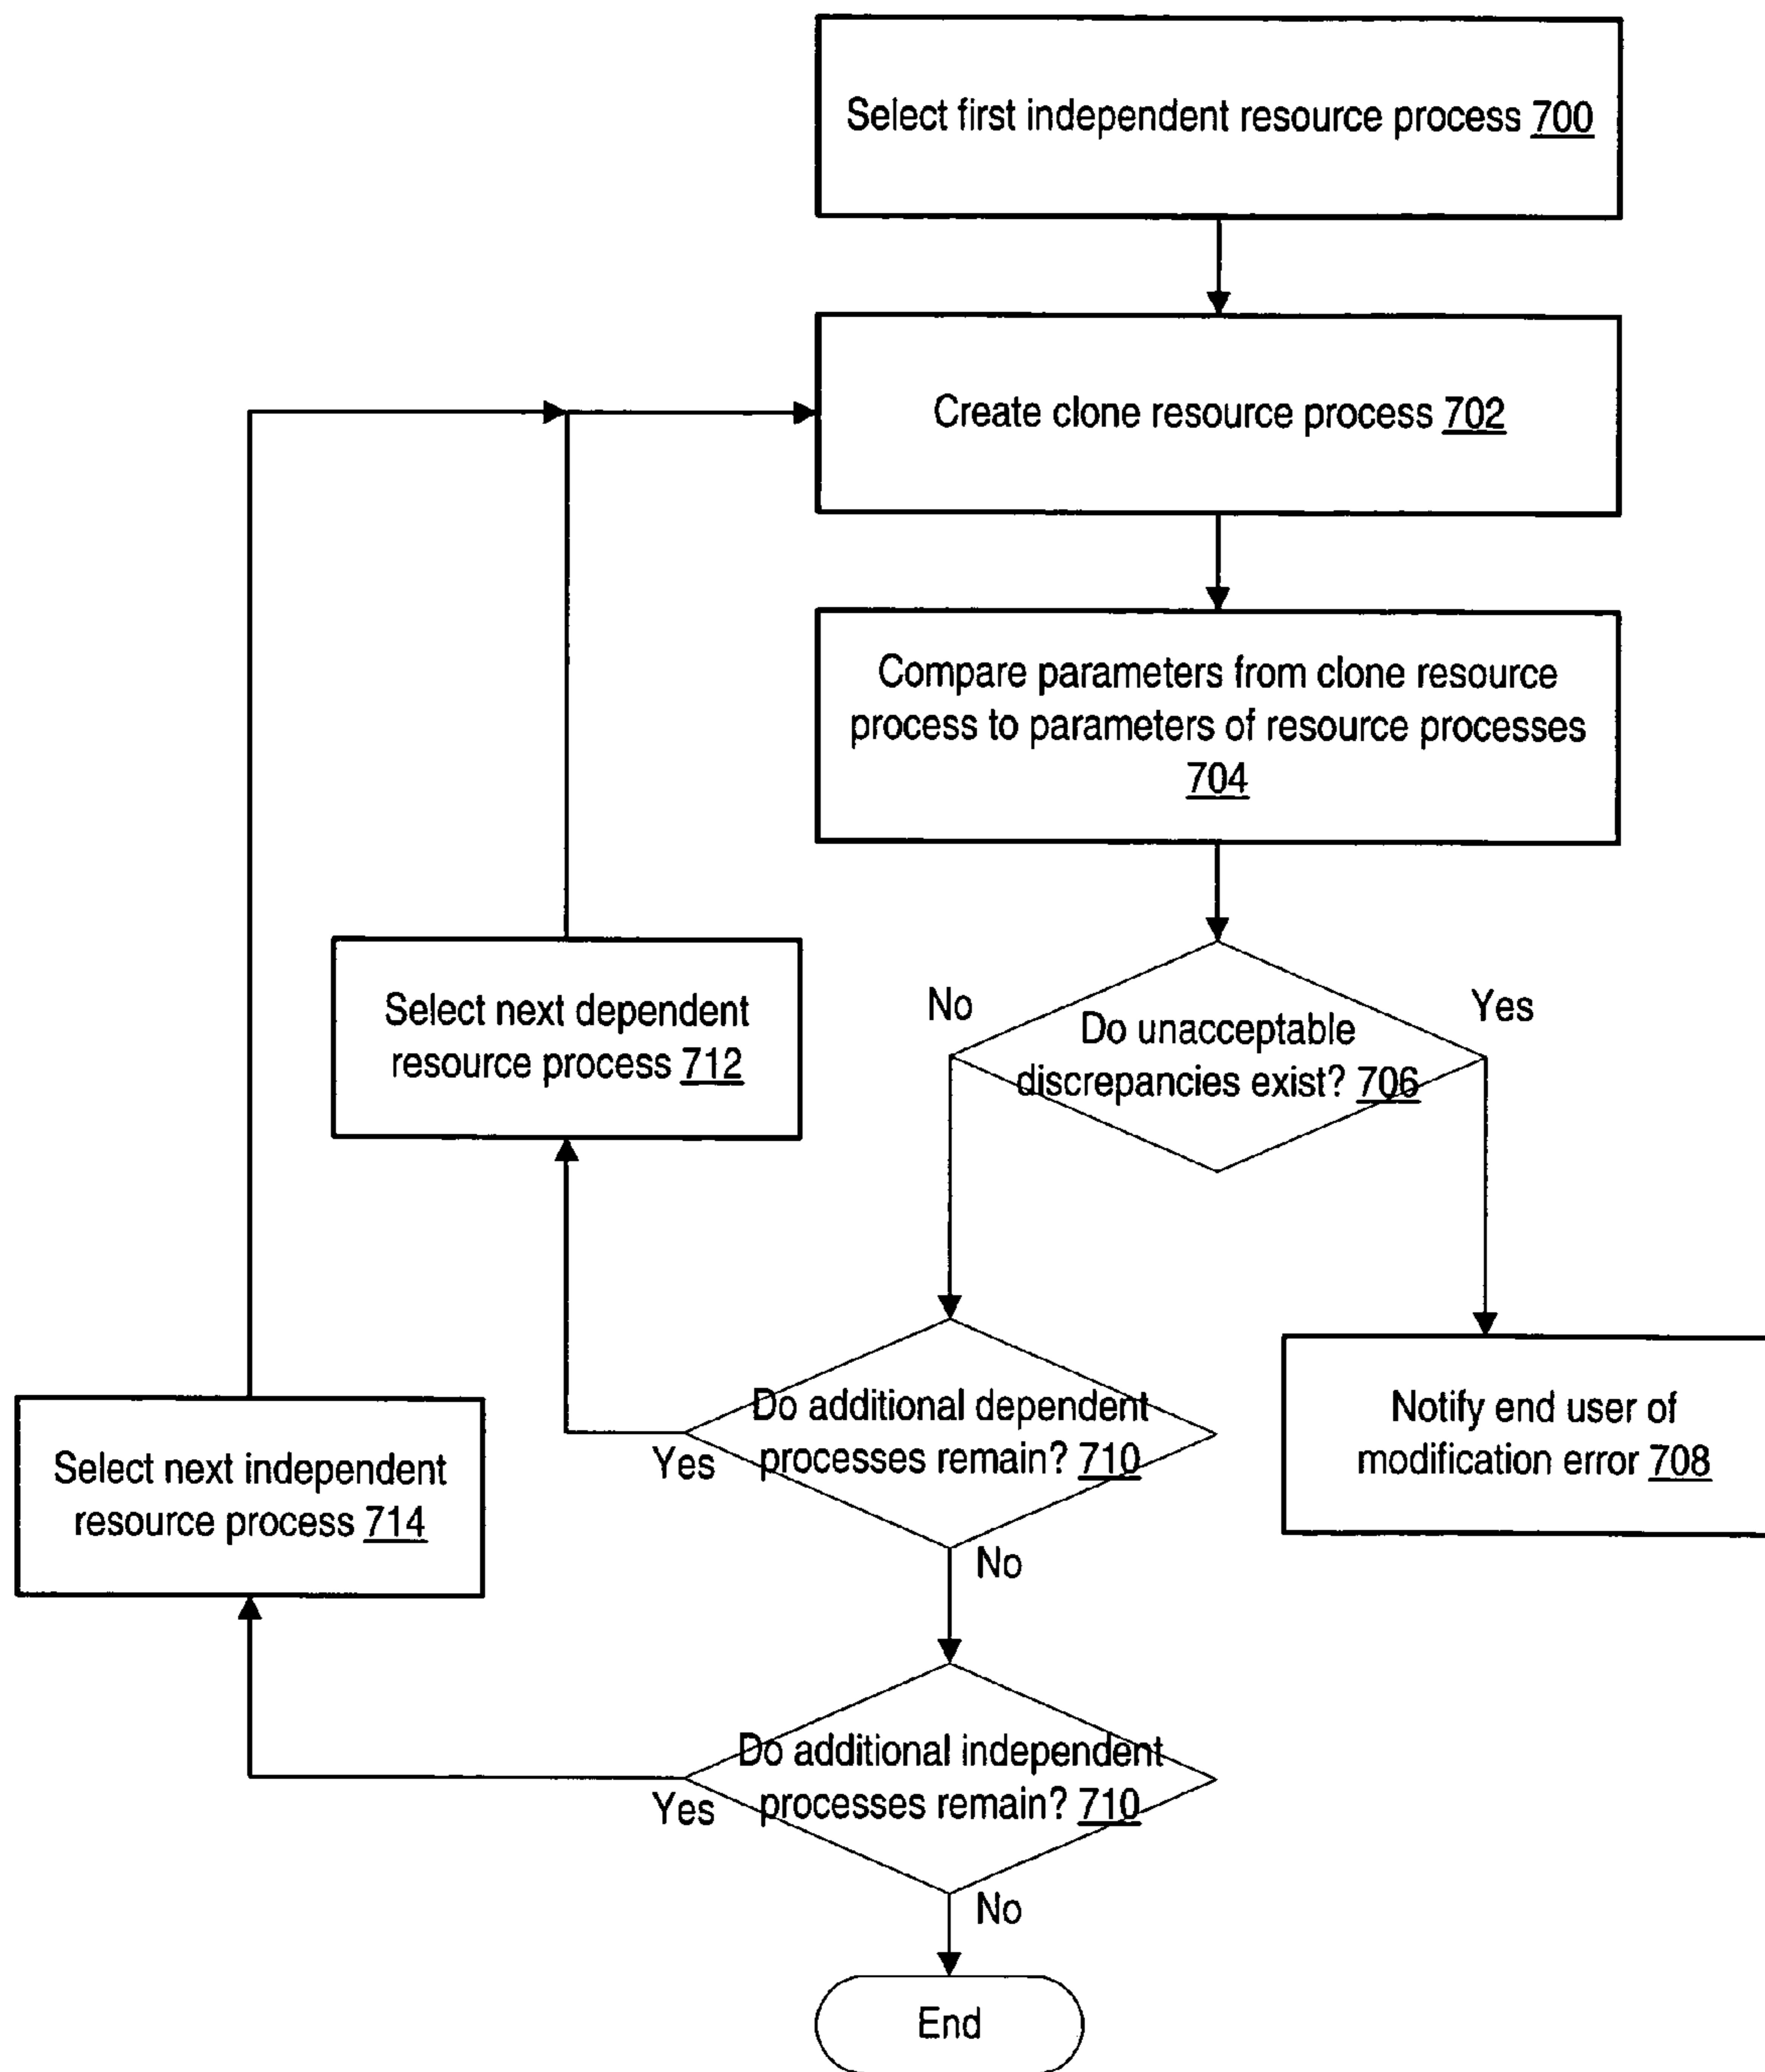 Select first independent resource process 700
Create clone resource process 702
Compare parameters from clone resource
process to parameters of resource processes
704
No
Yes
Do unacceptable
discrepancies exist? 706
Select next dependent
resource process 712
Do additional dependent
processes remain? 710
Yes
No
Notify end user of
modification error 708
Select next independent
resource process 714
Do additional independent
processes remain? 710
Yes
No
End